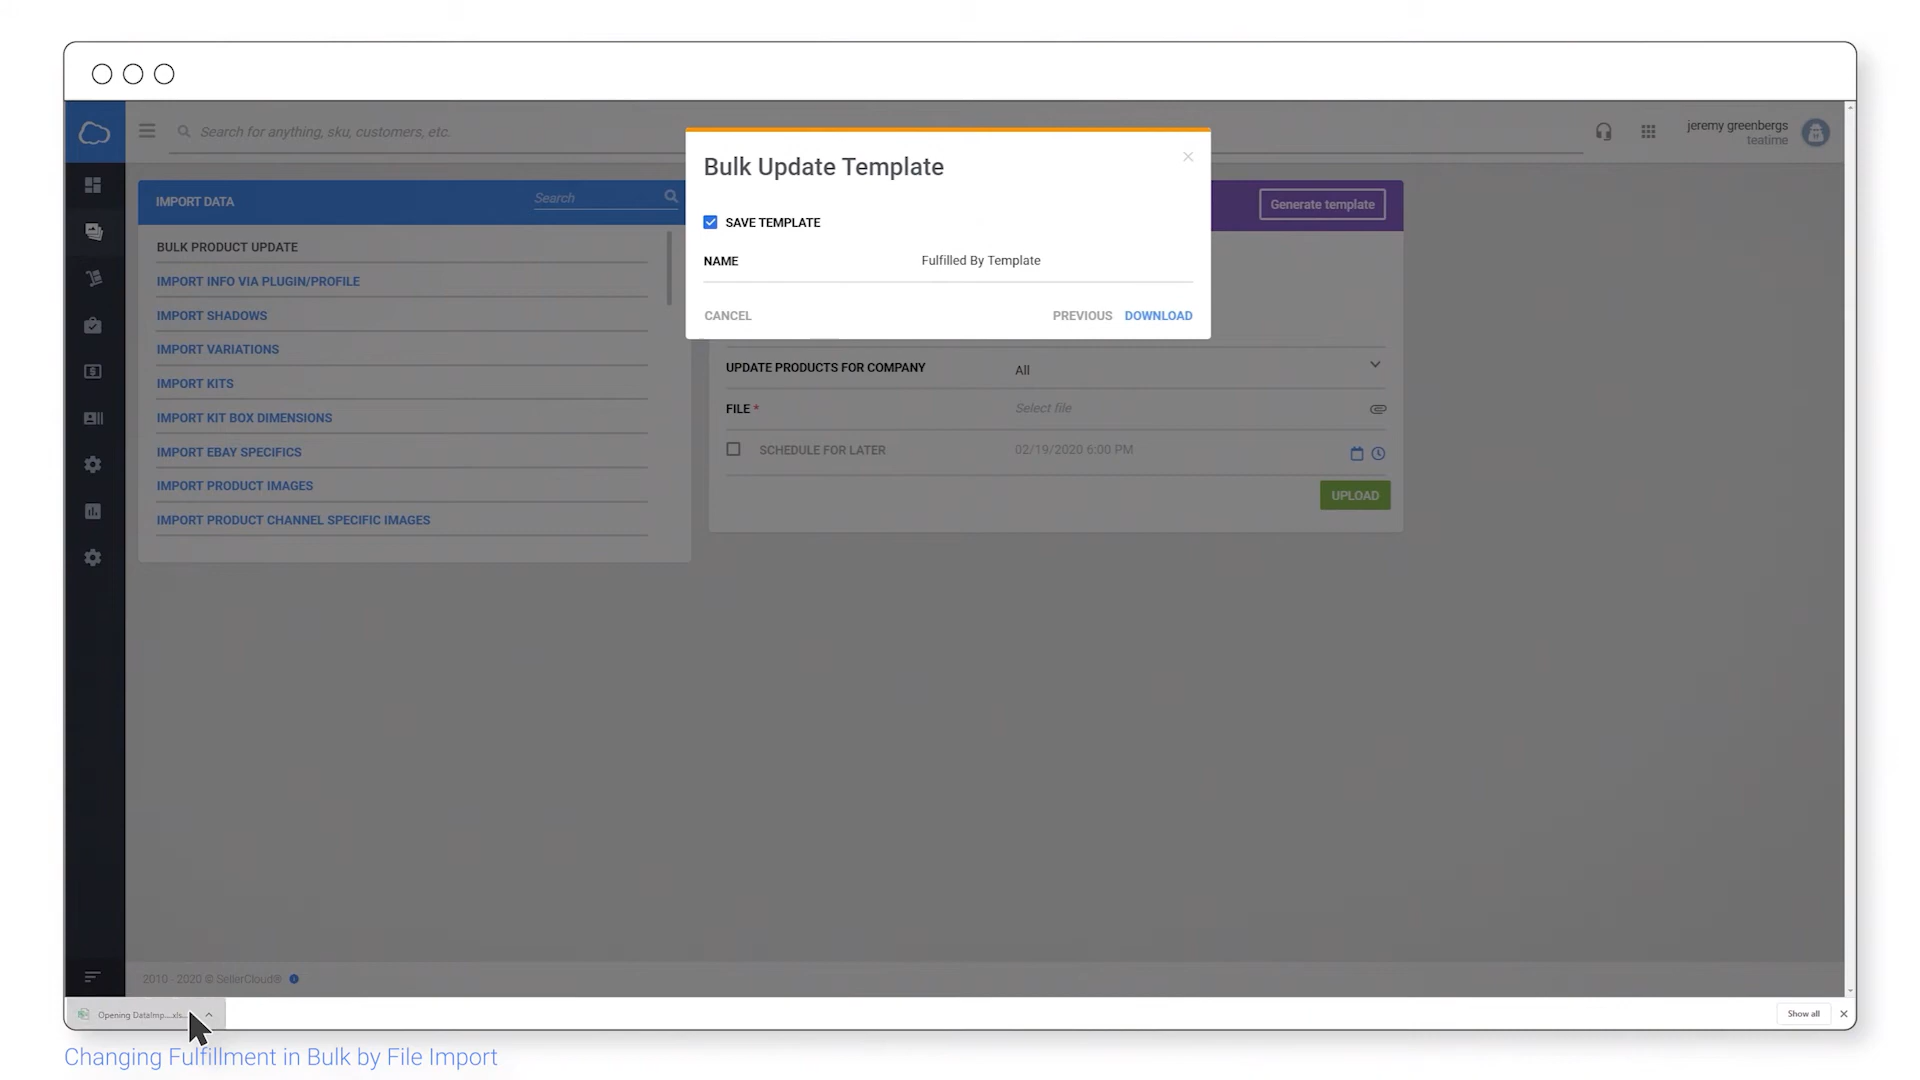 Search for anything, sku, customers, etc.
jeremy greenbergs
teatime
IMPORT DATA
Search
BULK PRODUCT UPDATE
IMPORT INFO VIA PLUGIN/PROFILE
IMPORT SHADOWS
IMPORT VARIATIONS
IMPORT KITS
IMPORT KIT BOX DIMENSIONS
IMPORT EBAY SPECIFICS
IMPORT PRODUCT IMAGES
IMPORT PRODUCT CHANNEL SPECIFIC IMAGES
Bulk Update Template
SAVE TEMPLATE
NAME Fulfilled By Template
CANCEL PREVIOUS DOWNLOAD
Generate template
UPDATE PRODUCTS FOR COMPANY All
FILE * Select file
SCHEDULE FOR LATER 02/19/2020 6:00 PM
UPLOAD
2010 - 2020 © SellerCloud®
Opening DataImp....xls...
Show all
Changing Fulfillment in Bulk by File Import